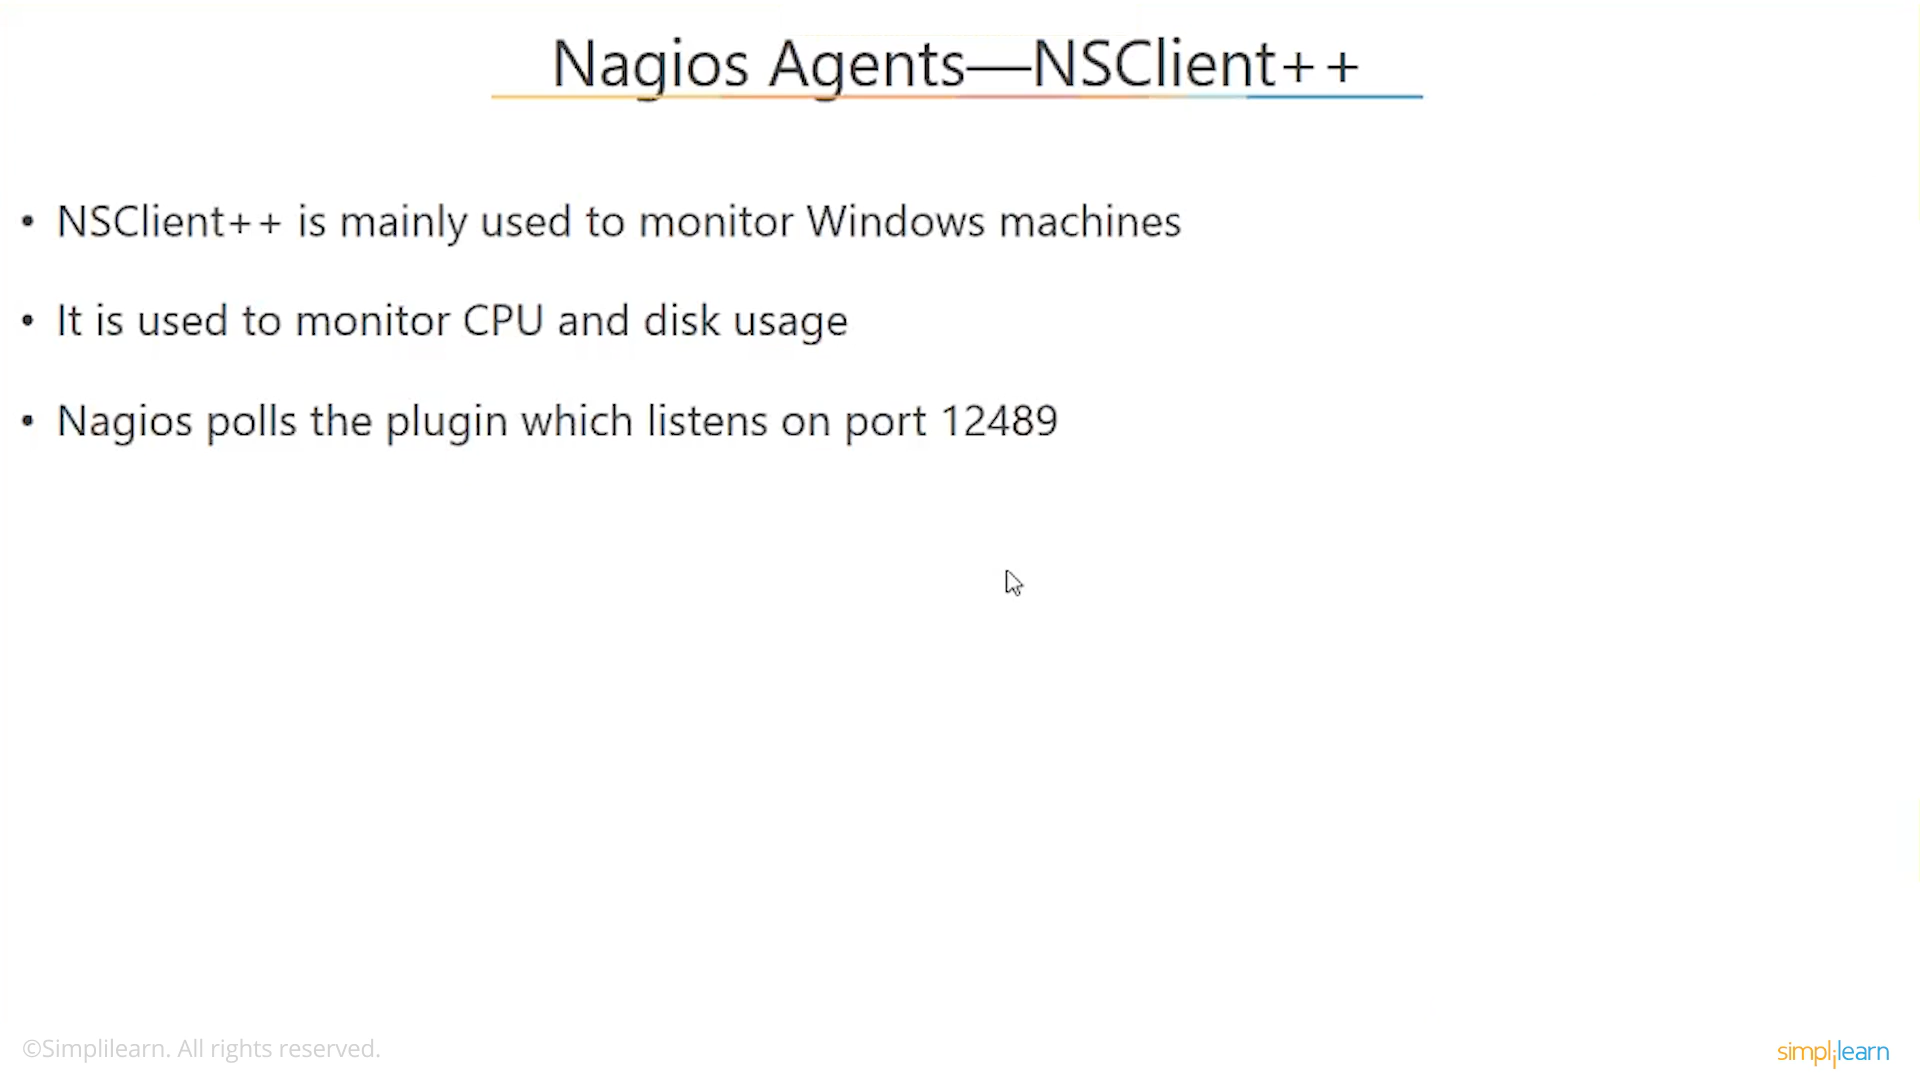 Nagios Agents—NSClient++
• NSClient++ is mainly used to monitor Windows machines
• It is used to monitor CPU and disk usage
• Nagios polls the plugin which listens on port 12489
©Simplilearn. All rights reserved.
simplilearn